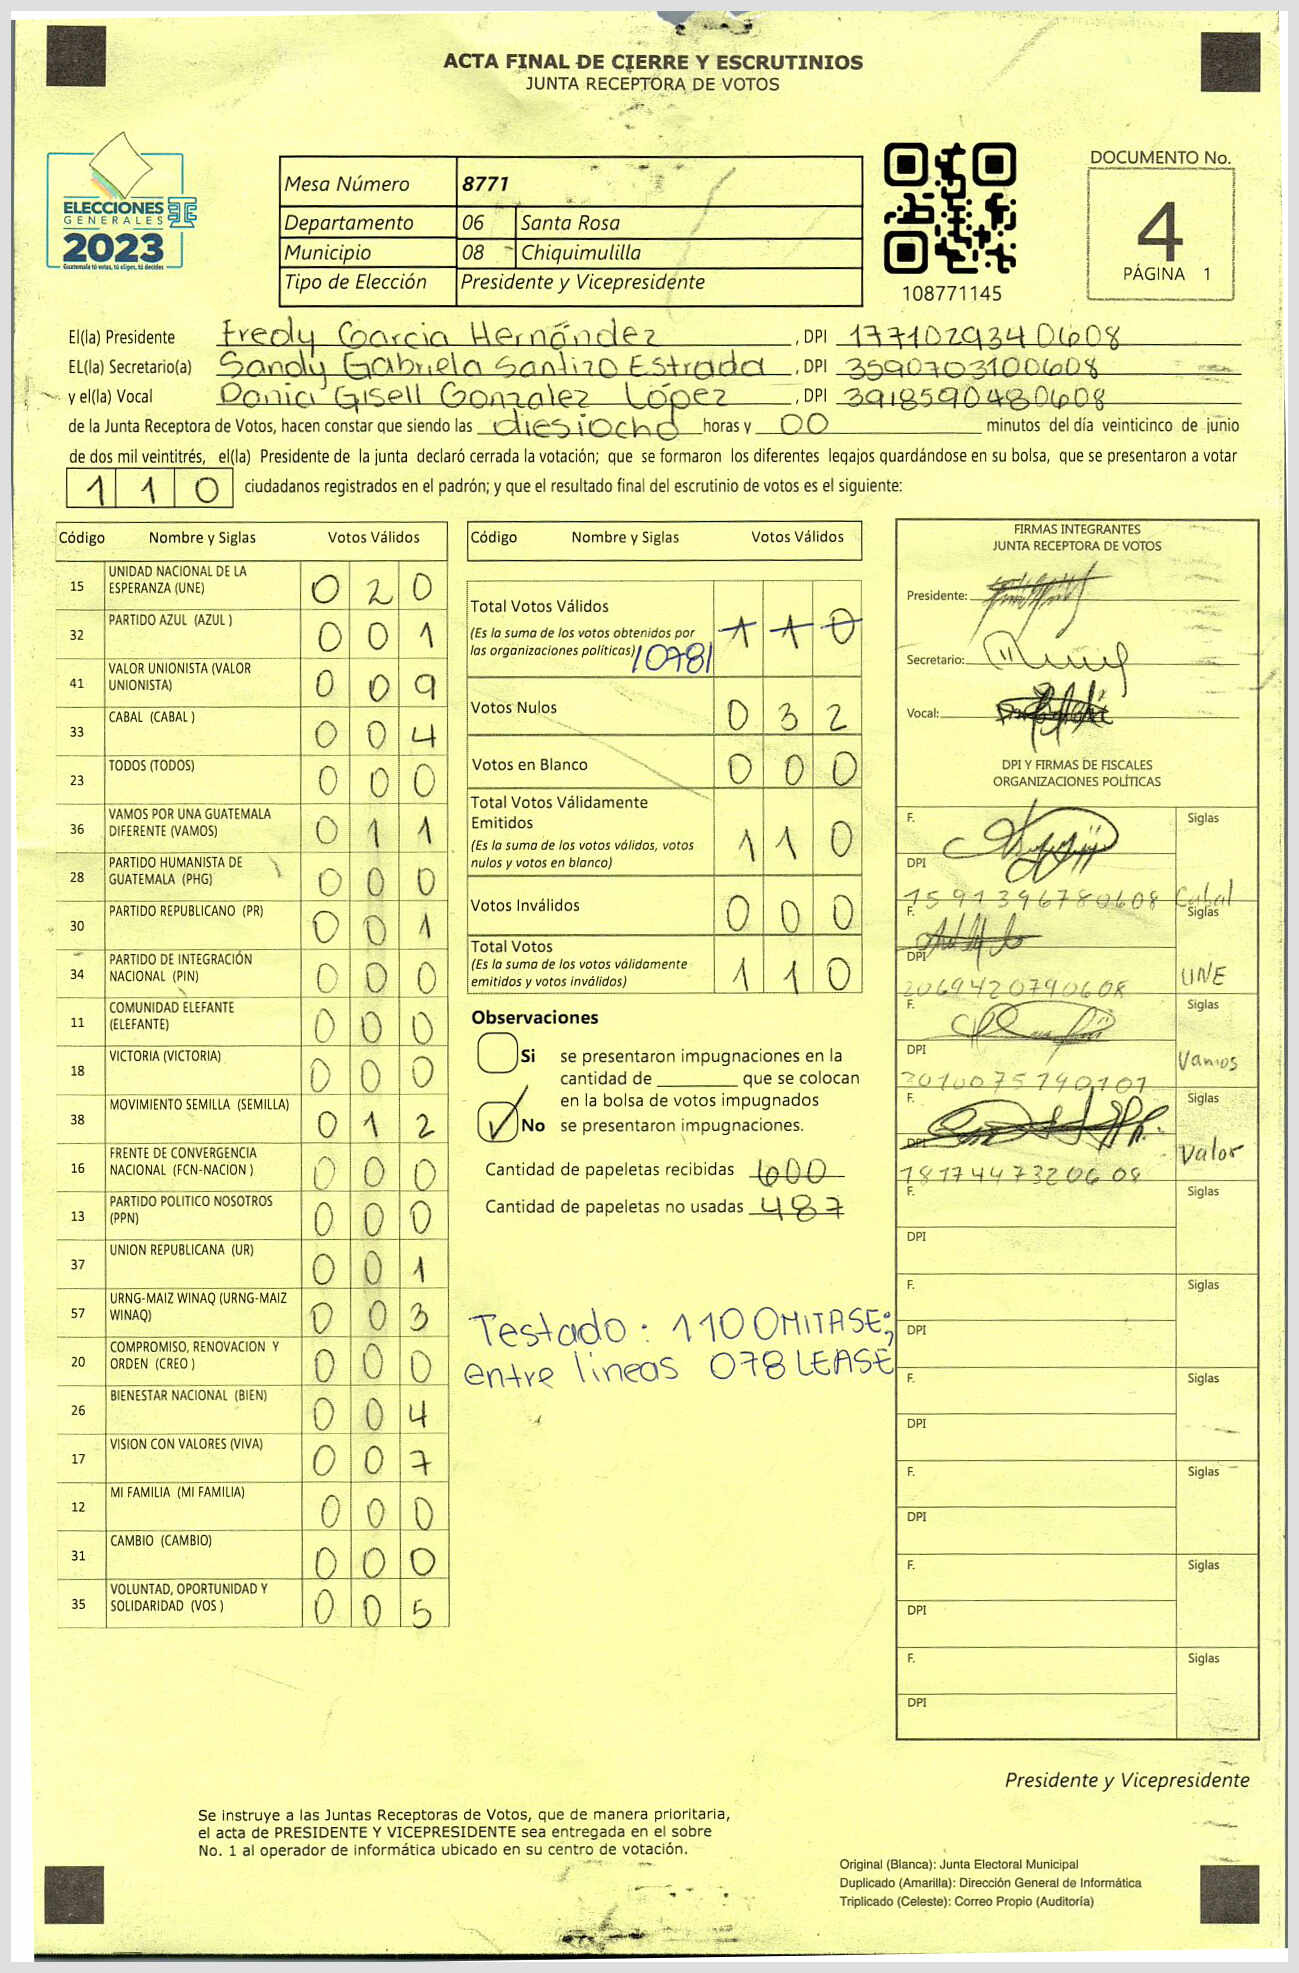 ACTA FINAL DE CIERRE Y ESCRUTINIOS
JUNTA RECEPTORA DE VOTOS
ELECCIONES
GENERALES
2023
Guatemala tú votas, tú eliges, tú decides
Mesa Número 8771
Departamento 06 Santa Rosa
Municipio 08 Chiquimulilla
Tipo de Elección Presidente y Vicepresidente
108771145
DOCUMENTO No.
4
PÁGINA 1
El(la) Presidente Fredy Garcia Hernández, DPI 1771029340608
EL(la) Secretario(a) Sandy Gabriela Santizo Estrada, DPI 3590703100608
y el(la) Vocal Dania Gisell Gonzalez López, DPI 3918590480608
de la Junta Receptora de Votos, hacen constar que siendo las diesiocho horas y 00 minutos del día veinticinco de junio
de dos mil veintitrés, el(la) Presidente de la junta declaró cerrada la votación; que se formaron los diferentes legajos guardándose en su bolsa, que se presentaron a votar
110 ciudadanos registrados en el padrón; y que el resultado final del escrutinio de votos es el siguiente:
Código Nombre y Siglas Votos Válidos
15 UNIDAD NACIONAL DE LA
ESPERANZA (UNE) 0 2 0
32 PARTIDO AZUL (AZUL ) 0 0 1
41 VALOR UNIONISTA (VALOR
UNIONISTA) 0 0 9
33 CABAL (CABAL ) 0 0 4
23 TODOS (TODOS) 0 0 0
36 VAMOS POR UNA GUATEMALA
DIFERENTE (VAMOS) 0 1 1
28 PARTIDO HUMANISTA DE
GUATEMALA (PHG) 0 0 0
30 PARTIDO REPUBLICANO (PR) 0 0 1
34 PARTIDO DE INTEGRACIÓN
NACIONAL (PIN) 0 0 0
11 COMUNIDAD ELEFANTE
(ELEFANTE) 0 0 0
18 VICTORIA (VICTORIA) 0 0 0
38 MOVIMIENTO SEMILLA (SEMILLA) 0 1 2
16 FRENTE DE CONVERGENCIA
NACIONAL (FCN-NACION ) 0 0 0
13 PARTIDO POLITICO NOSOTROS
(PPN) 0 0 0
37 UNION REPUBLICANA (UR) 0 0 1
57 URNG-MAIZ WINAQ (URNG-MAIZ
WINAQ) 0 0 3
20 COMPROMISO, RENOVACION Y
ORDEN (CREO ) 0 0 0
26 BIENESTAR NACIONAL (BIEN) 0 0 4
17 VISION CON VALORES (VIVA) 0 0 7
12 MI FAMILIA (MI FAMILIA) 0 0 0
31 CAMBIO (CAMBIO) 0 0 0
35 VOLUNTAD, OPORTUNIDAD Y
SOLIDARIDAD (VOS ) 0 0 5
Código Nombre y Siglas Votos Válidos
Total Votos Válidos 1 1 0
(Es la suma de los votos obtenidos por
las organizaciones políticas) /078/
Votos Nulos 0 3 2
Votos en Blanco 0 0 0
Total Votos Válidamente
Emitidos 1 1 0
(Es la suma de los votos válidos, votos
nulos y votos en blanco)
Votos Inválidos 0 0 0
Total Votos 1 1 0
(Es la suma de los votos válidamente
emitidos y votos inválidos)
Observaciones
Si se presentaron impugnaciones en la
cantidad de ________ que se colocan
en la bolsa de votos impugnados
No se presentaron impugnaciones.
Cantidad de papeletas recibidas 600
Cantidad de papeletas no usadas 487
Testado: 110 OMITASE;
entre lineas 078 LEASE
FIRMAS INTEGRANTES
JUNTA RECEPTORA DE VOTOS
Presidente:
Secretario:
Vocal:
DPI Y FIRMAS DE FISCALES
ORGANIZACIONES POLÍTICAS
F. Siglas
DPI
1591396780608 Cabal
F. Siglas
DPI
2069420790608 UNE
F. Siglas
DPI
2010075190101 Vamos
F. Siglas
DPI
1817449320608 Valor
F. Siglas
DPI
F. Siglas
DPI
F. Siglas
DPI
F. Siglas
DPI
F. Siglas
DPI
F. Siglas
DPI
Presidente y Vicepresidente
Se instruye a las Juntas Receptoras de Votos, que de manera prioritaria,
el acta de PRESIDENTE Y VICEPRESIDENTE sea entregada en el sobre
No. 1 al operador de informática ubicado en su centro de votación.
Original (Blanca): Junta Electoral Municipal
Duplicado (Amarilla): Dirección General de Informática
Triplicado (Celeste): Correo Propio (Auditoría)